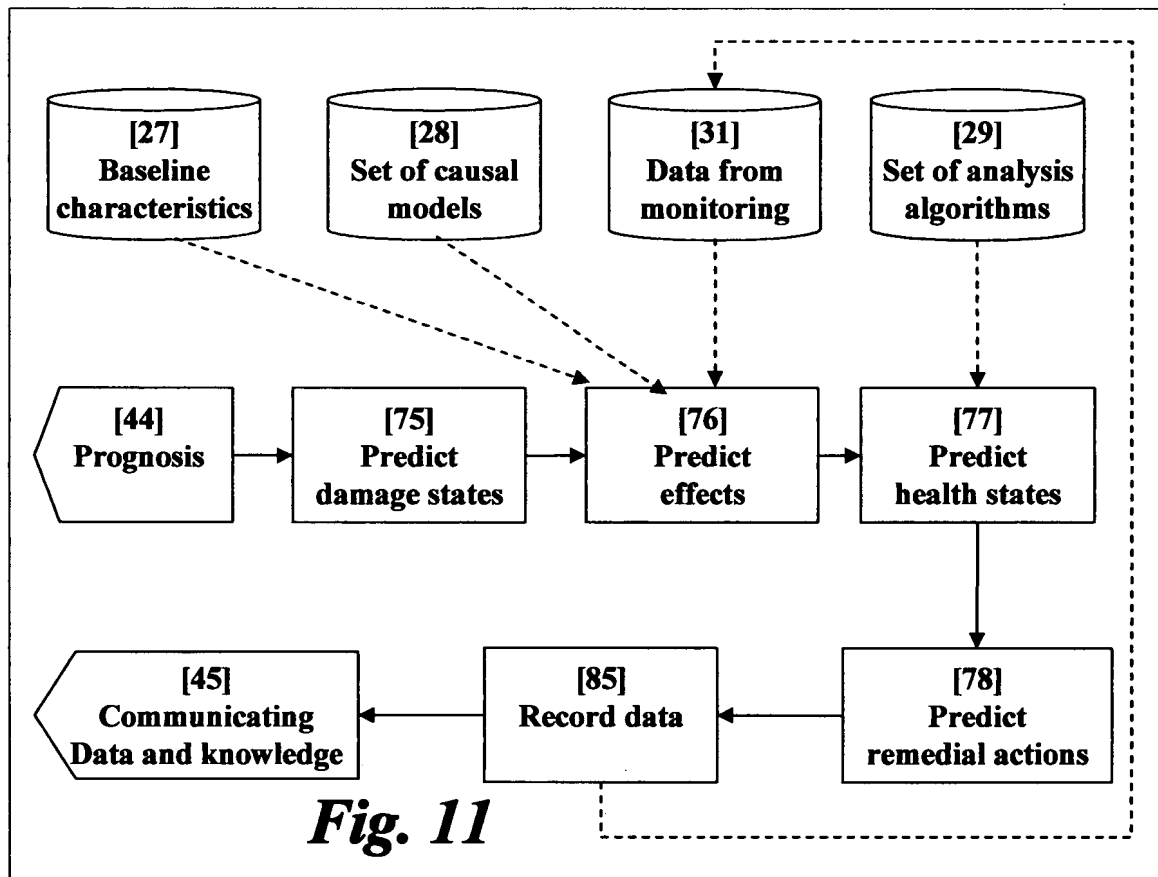 [27]
Baseline
characteristics
[28]
Set of causal
models
[31]
Data from
monitoring
[29]
Set of analysis
algorithms
[44]
Prognosis
[75]
Predict
damage states
[76]
Predict
effects
[77]
Predict
health states
[45]
Communicating
Data and knowledge
[85]
Record data
[78]
Predict
remedial actions
Fig. 11